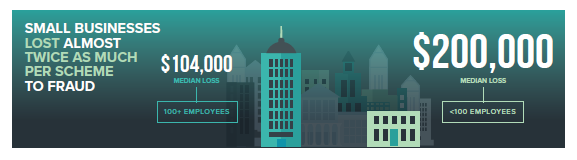 SMALL BUSINESSES
LOST ALMOST
TWICE AS MUCH
PER SCHEME
TO FRAUD
$104,000
MEDIAN LOSS
100+ EMPLOYEES
$200,000
MEDIAN LOSS
<100 EMPLOYEES